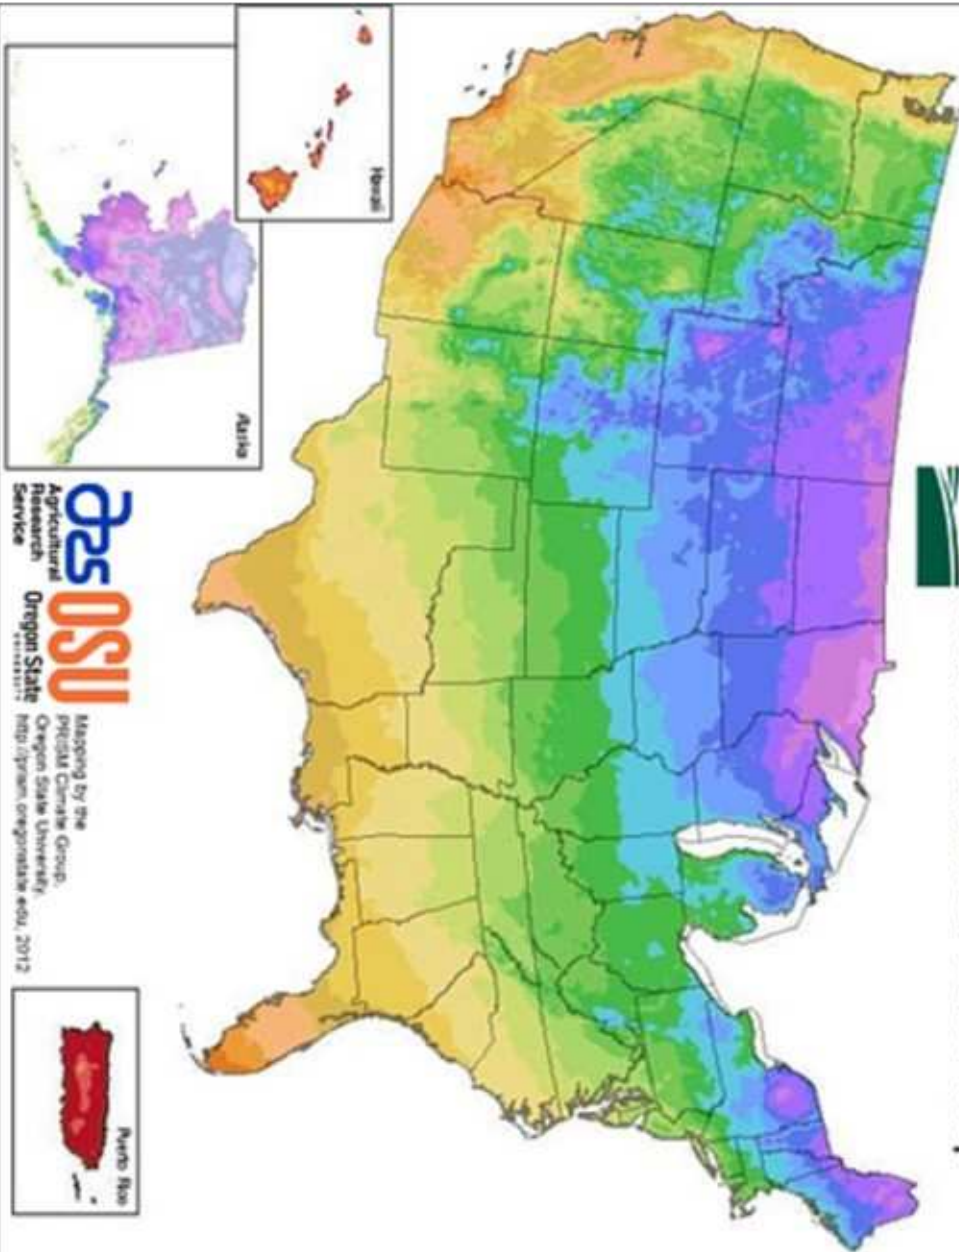 Hawaii
Alaska
ars
Agricultural
Research
Service
OSU
Oregon State
UNIVERSITY
Mapping by the
PRISM Climate Group,
Oregon State University,
http://prism.oregonstate.edu, 2012
Puerto Rico